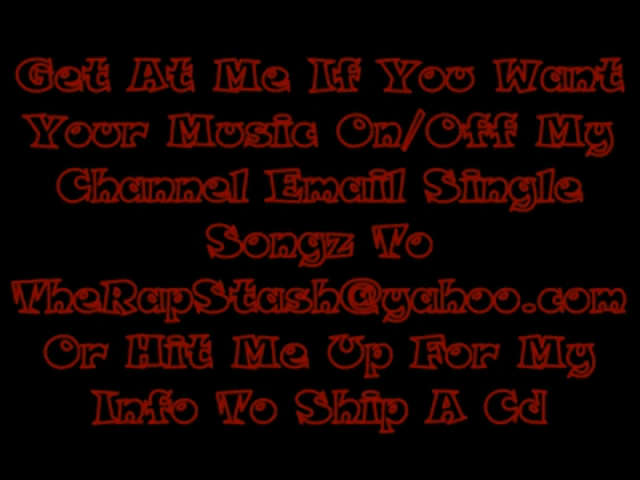 Get At Me If You Want
Your Music On/Off My
Channel Email Single
Songz To
TheRapStash@yahoo.com
Or Hit Me Up For My
Info To Ship A Cd